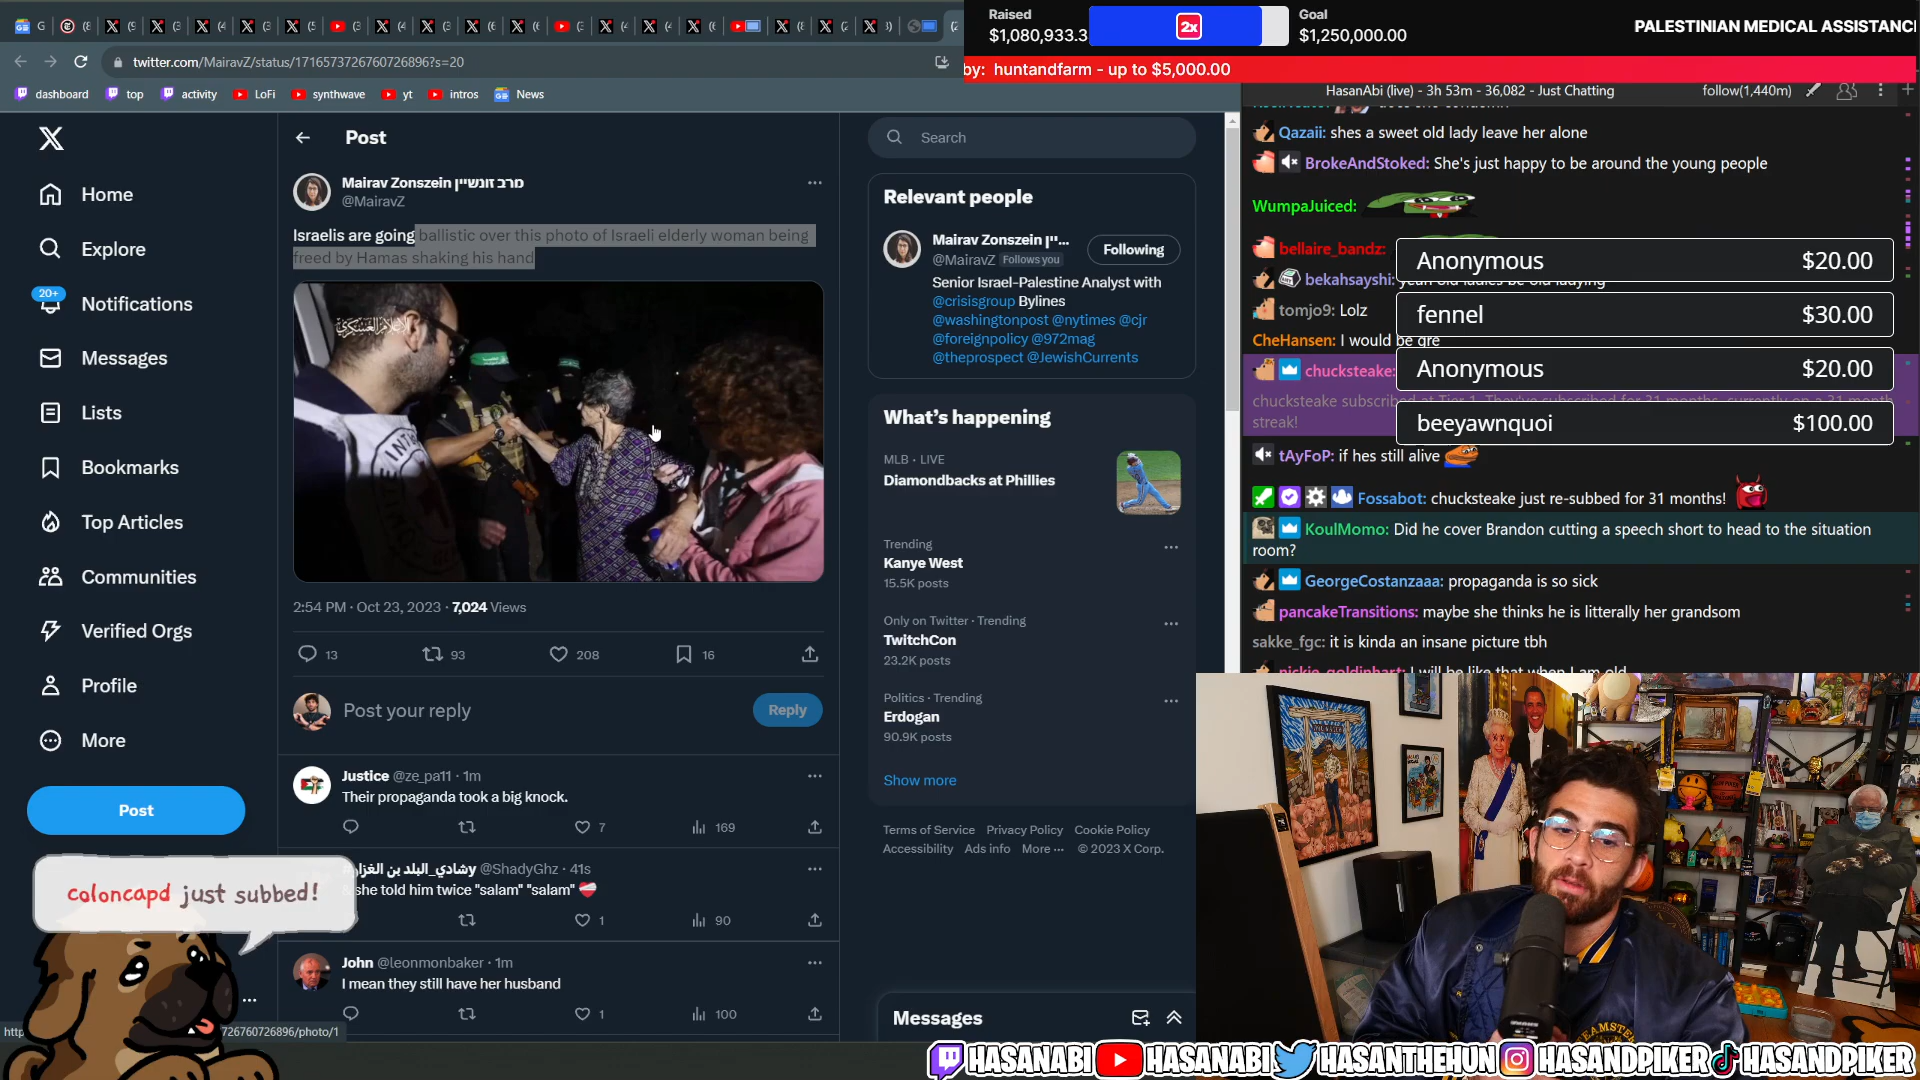 twitter.com/MairavZ/status/1716573726760726896?s=20
dashboard
top
activity
LoFi
synthwave
yt
intros
News
Raised
$1,080,933.3
2x
Goal
$1,250,000.00
PALESTINIAN MEDICAL ASSISTANC
by: huntandfarm - up to $5,000.00
HasanAbi (live) - 3h 53m - 36,082 - Just Chatting
follow(1,440m)
Home
Explore
20+
Notifications
Messages
Lists
Bookmarks
Top Articles
Communities
Verified Orgs
Profile
More
Post
Post
Mairav Zonszein מרב זונשיין
@MairavZ
Israelis are going ballistic over this photo of Israeli elderly woman being
freed by Hamas shaking his hand
الإعلام العسكري
2:54 PM · Oct 23, 2023 · 7,024 Views
13
93
208
16
Post your reply
Reply
Justice @ze_pa11 · 1m
Their propaganda took a big knock.
7
169
وشادي_البلد بن الغزا @ShadyGhz · 41s
she told him twice "salam" "salam"
1
90
John @leonmonbaker · 1m
I mean they still have her husband
1
100
Search
Relevant people
Mairav Zonszein |"...
@MairavZ Follows you
Following
Senior Israel-Palestine Analyst with
@crisisgroup Bylines
@washingtonpost @nytimes @cjr
@foreignpolicy @972mag
@theprospect @JewishCurrents
What's happening
MLB · LIVE
Diamondbacks at Phillies
Trending
Kanye West
15.5K posts
Only on Twitter · Trending
TwitchCon
23.2K posts
Politics · Trending
Erdogan
90.9K posts
Show more
Terms of Service Privacy Policy Cookie Policy
Accessibility Ads info More ··· © 2023 X Corp.
Messages
Qazaii: shes a sweet old lady leave her alone
BrokeAndStoked: She's just happy to be around the young people
WumpaJuiced:
bellaire_bandz:
bekahsayshi: yeah old ladies be old ladying
tomjo9: Lolz
CheHansen: I would be gre
chucksteake:
chucksteake subscribed at Tier 1. They've subscribed for 31 months, currently on a 31 month
streak!
Anonymous $20.00
fennel $30.00
Anonymous $20.00
beeyawnquoi $100.00
tAyFoP: if hes still alive
Fossabot: chucksteake just re-subbed for 31 months!
KoulMomo: Did he cover Brandon cutting a speech short to head to the situation
room?
GeorgeCostanzaaa: propaganda is so sick
pancakeTransitions: maybe she thinks he is litterally her grandsom
sakke_fgc: it is kinda an insane picture tbh
nickie_goldinhart: I will be like that when I am old
coloncapd just subbed!
726760726896/photo/1
HASANABI
HASANABI
HASANTHEHUN
HASANDPIKER
HASANDPIKER